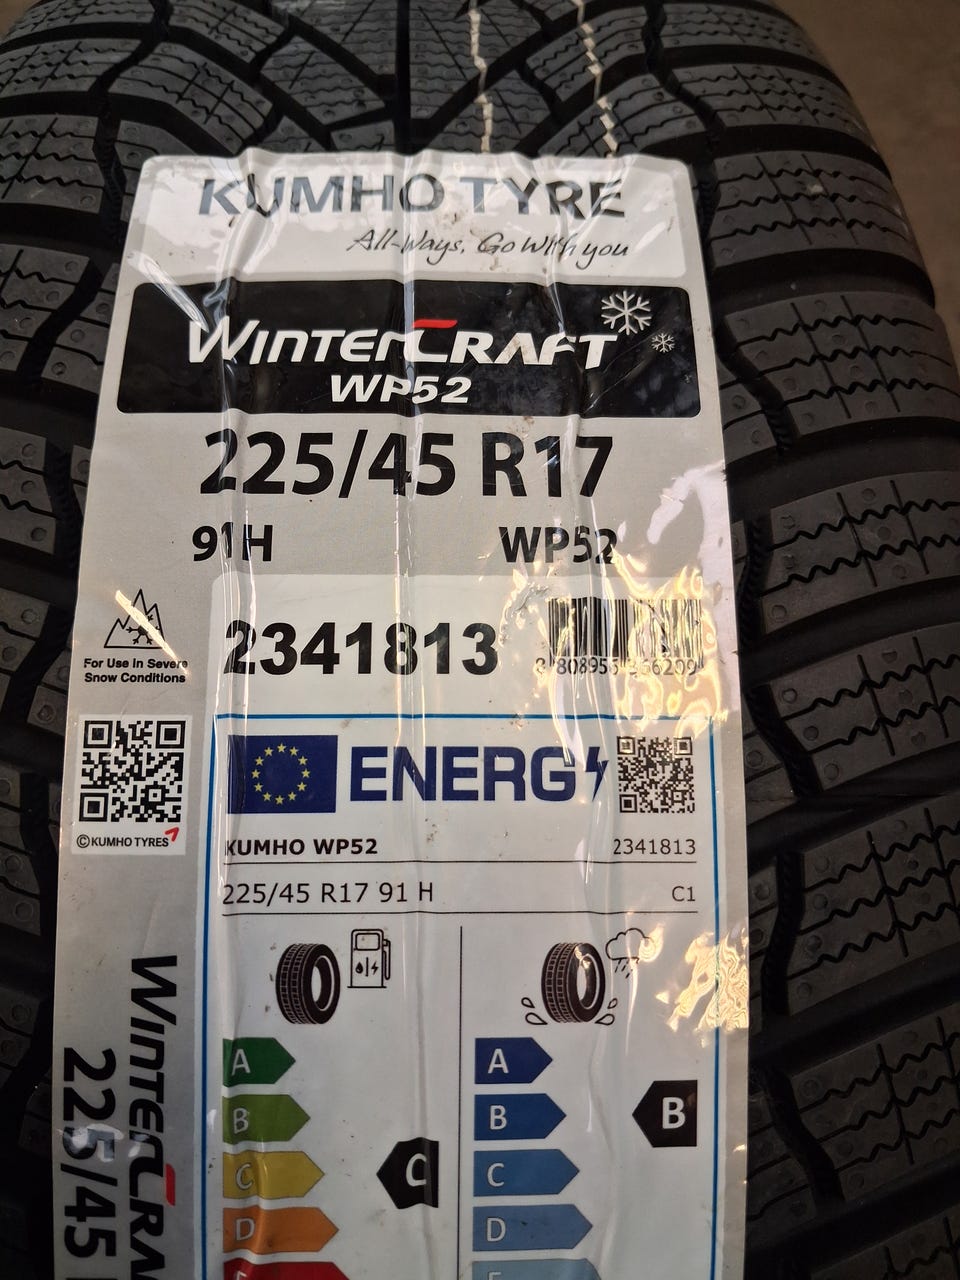 KUMHO TYRE
All-Ways, Go With you
WINTERCRAFT
WP52
225/45 R17
91H WP52
2341813
For Use in Severe
Snow Conditions
©KUMHO TYRES
ENERG
KUMHO WP52 2341813
225/45 R17 91 H C1
A A
B B B
C C C
D D
E E
WINTERCRA
225/45